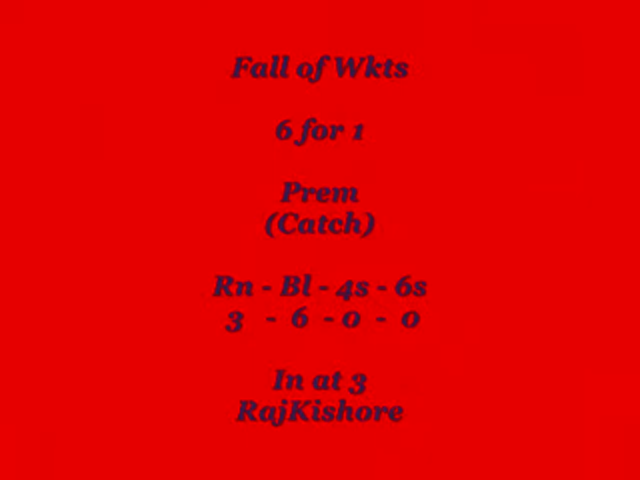 Fall of Wkts
6 for 1
Prem
(Catch)
Rn - Bl - 4s - 6s
3 - 6 - 0 - 0
In at 3
RajKishore